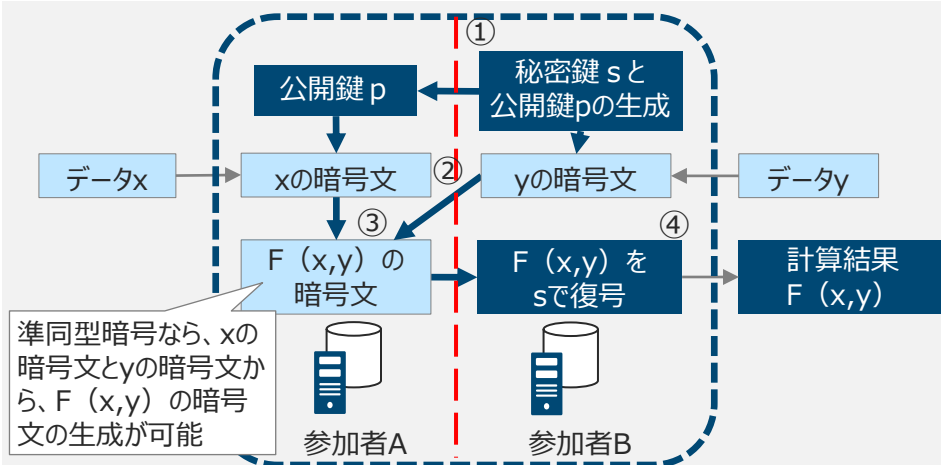 ①
公開鍵 p
秘密鍵 s と
公開鍵pの生成
データx
xの暗号文
②
yの暗号文
データy
③
④
F（x,y）の
暗号文
F（x,y）を
sで復号
計算結果
F（x,y）
準同型暗号なら、xの
暗号文とyの暗号文か
ら、F（x,y）の暗号
文の生成が可能
参加者A
参加者B